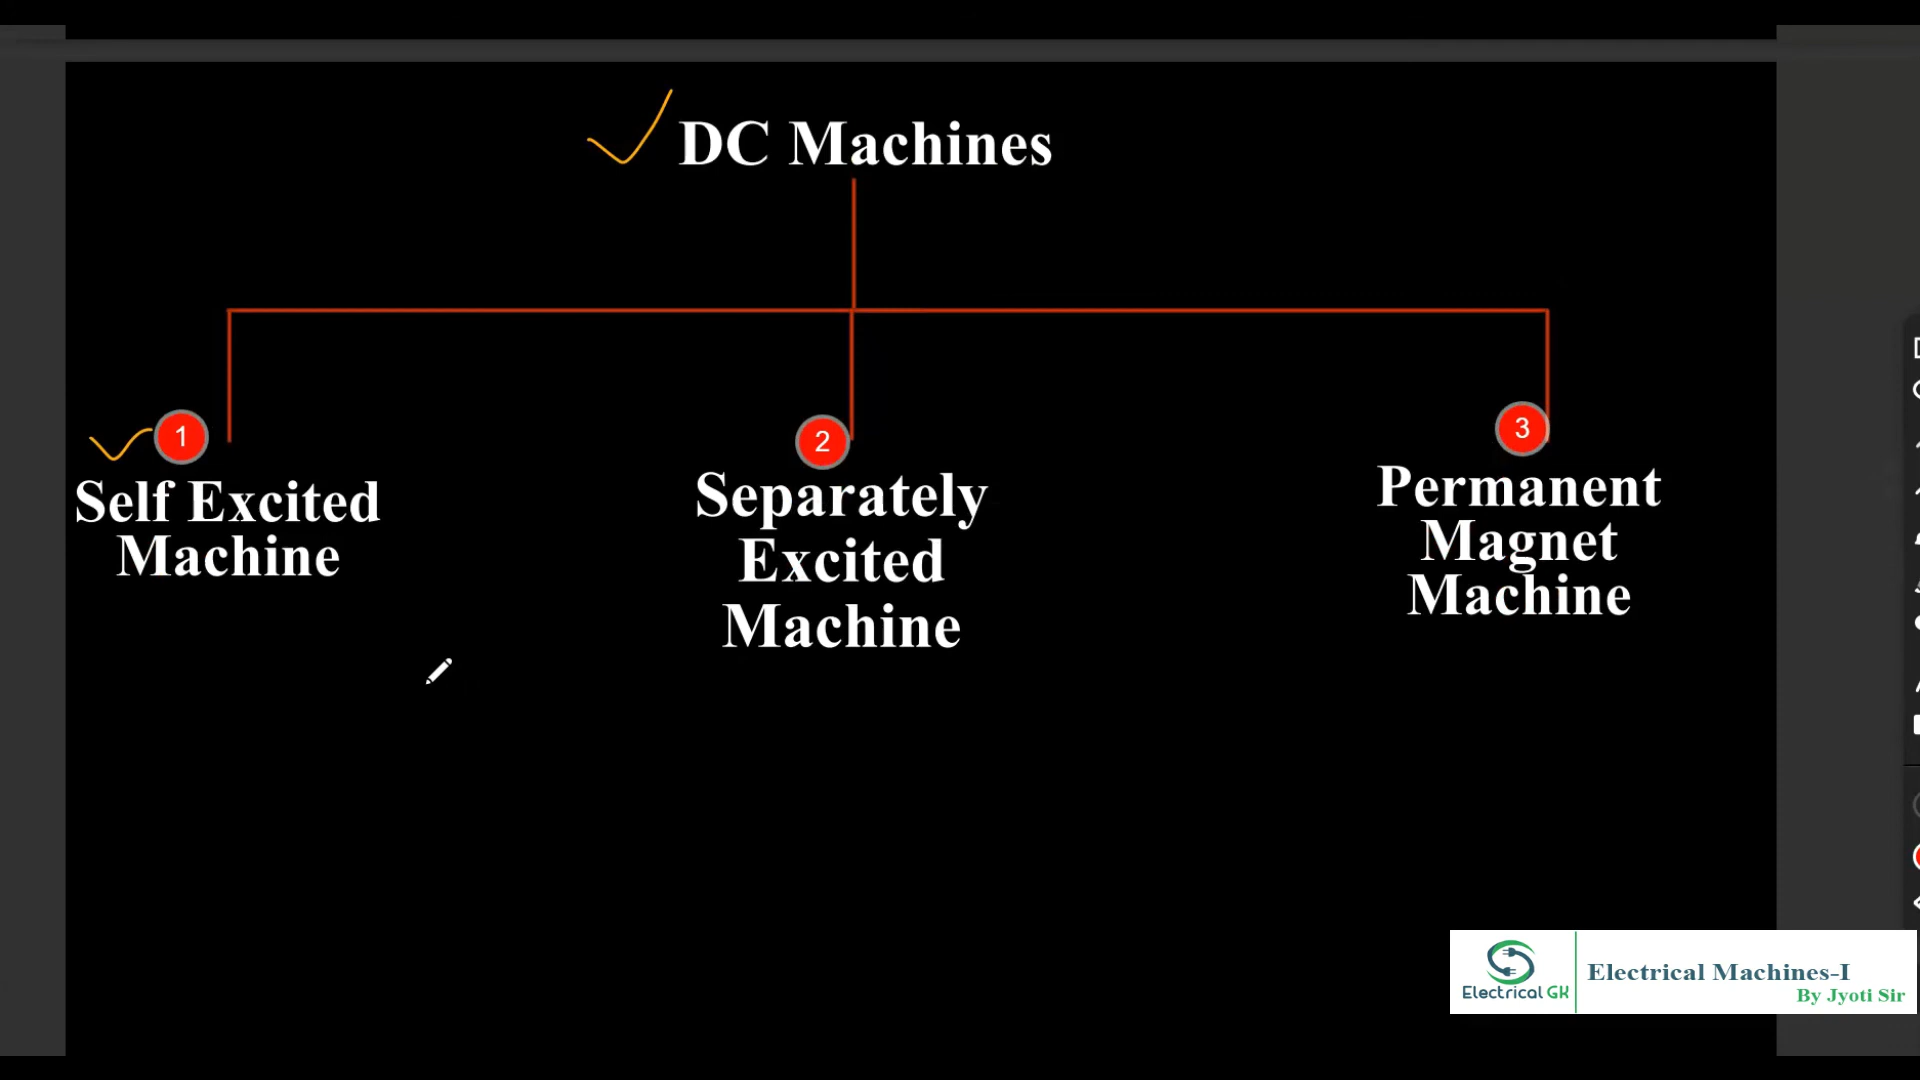 DC Machines
1
Self Excited
Machine
2
Separately
Excited
Machine
3
Permanent
Magnet
Machine
Electrical GK
Electrical Machines-I
By Jyoti Sir